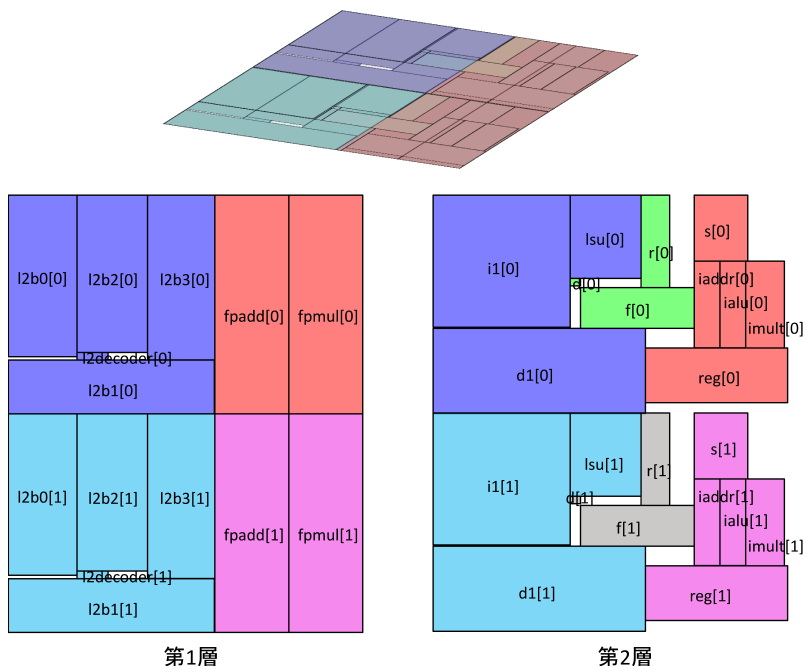 l2b0[0]
l2b2[0]
l2b3[0]
fpadd[0]
fpmul[0]
l2decoder[0]
l2b1[0]
l2b0[1]
l2b2[1]
l2b3[1]
fpadd[1]
fpmul[1]
l2decoder[1]
l2b1[1]
第1層
i1[0]
lsu[0]
r[0]
s[0]
d[0]
iaddr[0]
ialu[0]
imult[0]
f[0]
d1[0]
reg[0]
i1[1]
lsu[1]
r[1]
s[1]
d[1]
iaddr[1]
ialu[1]
imult[1]
f[1]
d1[1]
reg[1]
第2層